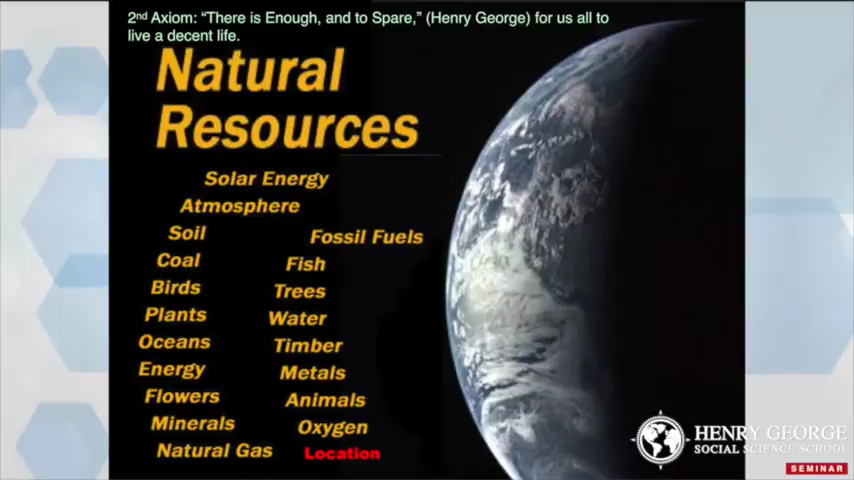 2nd Axiom: “There is Enough, and to Spare,” (Henry George) for us all to
live a decent life.
Natural
Resources
Solar Energy
Atmosphere
Soil
Fossil Fuels
Coal
Fish
Birds
Trees
Plants
Water
Oceans
Timber
Energy
Metals
Flowers
Animals
Minerals
Oxygen
Natural Gas
Location
HENRY GEORGE
SOCIAL SCIENCE SCHOOL
SEMINAR